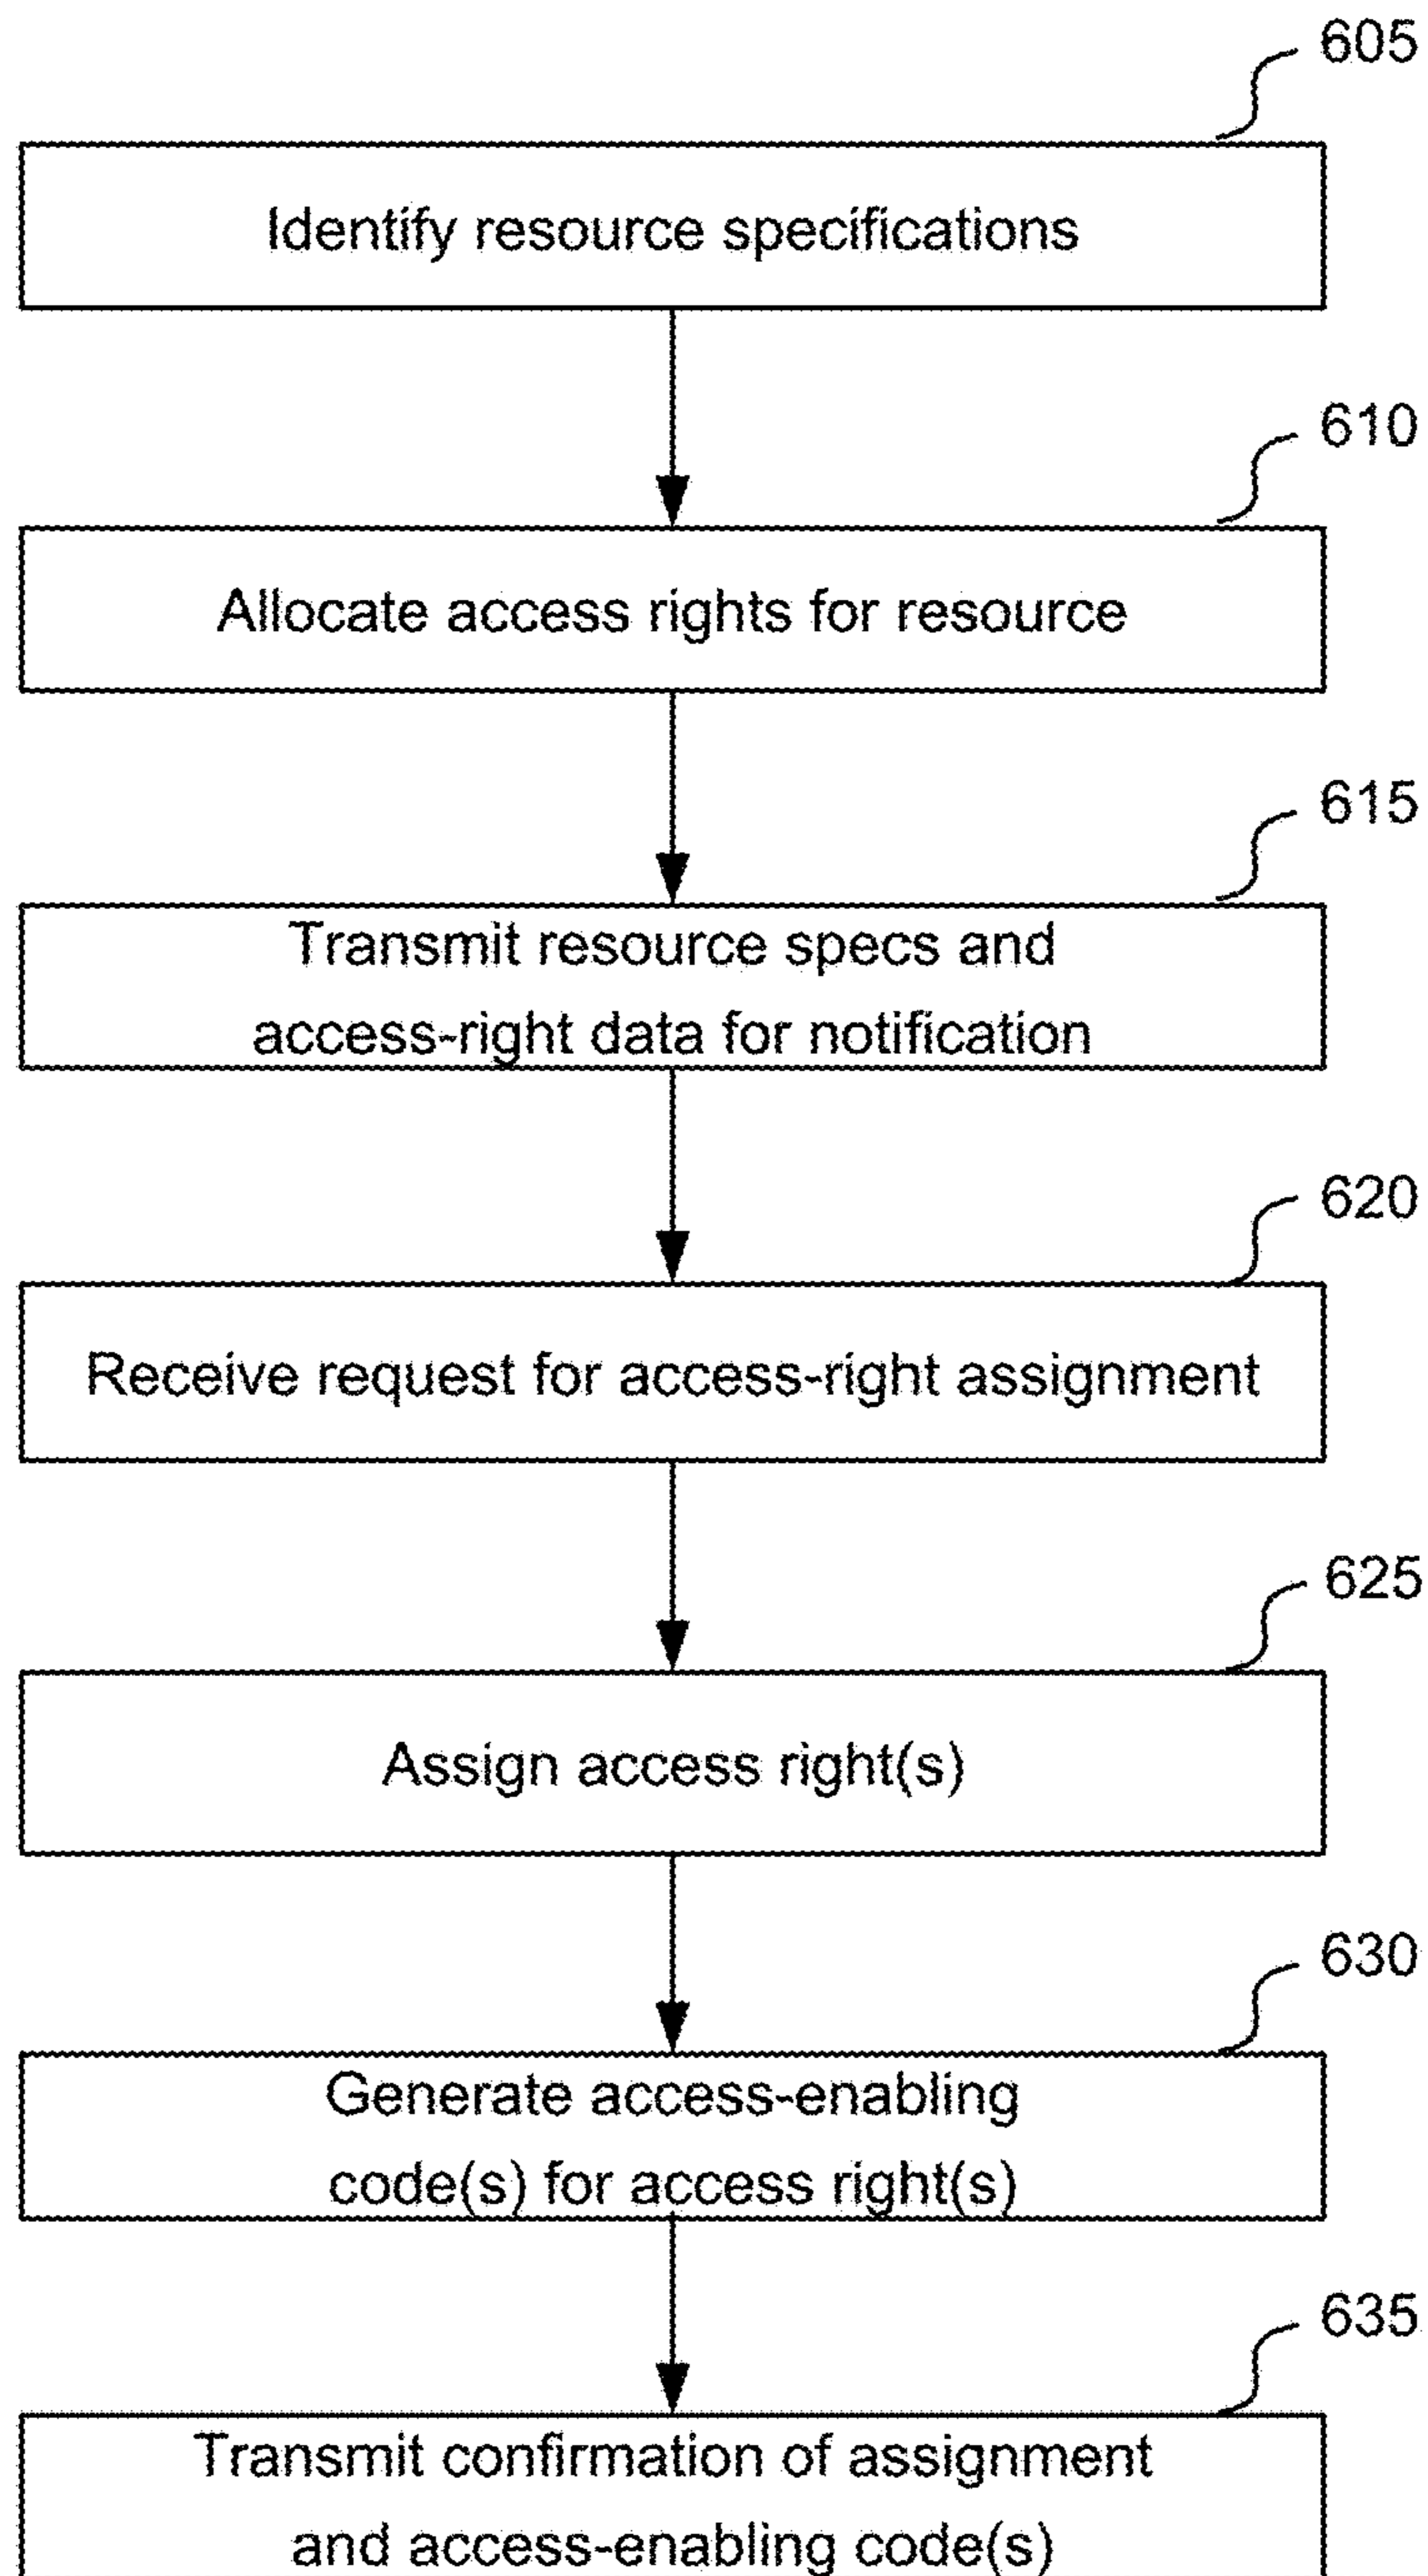 605
Identify resource specifications
610
Allocate access rights for resource
615
Transmit resource specs and
access-right data for notification
620
Receive request for access-right assignment
625
Assign access right(s)
630
Generate access-enabling
code(s) for access right(s)
635
Transmit confirmation of assignment
and access-enabling code(s)